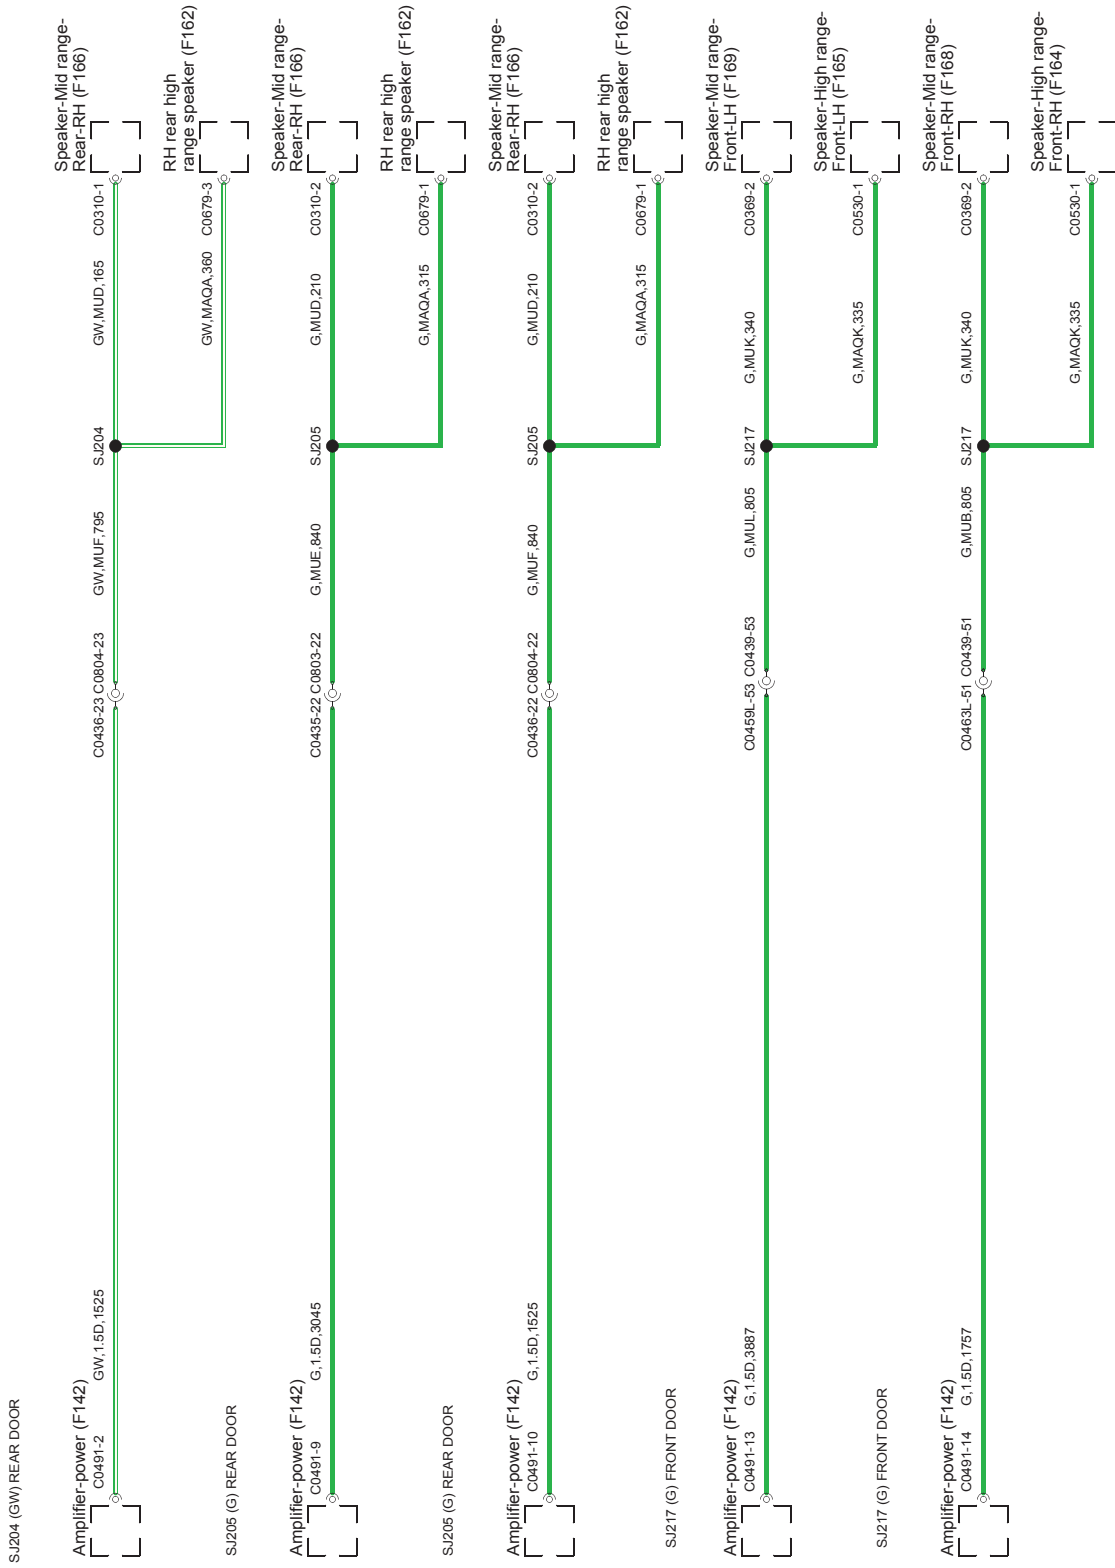 SJ204 (GW) REAR DOOR
Amplifier-power (F142)
C0491-2
GW,1.5D,1525
C0436-23
C0804-23
GW,MUF,795
SJ204
GW,MUD,165
C0310-1
Speaker-Mid range-
Rear-RH (F166)
GW,MAQA,360
C0679-3
RH rear high
range speaker (F162)
SJ205 (G) REAR DOOR
Amplifier-power (F142)
C0491-9
G,1.5D,3045
C0435-22
C0803-22
G,MUE,840
SJ205
G,MUD,210
C0310-2
Speaker-Mid range-
Rear-RH (F166)
G,MAQA,315
C0679-1
RH rear high
range speaker (F162)
SJ205 (G) REAR DOOR
Amplifier-power (F142)
C0491-10
G,1.5D,1525
C0436-22
C0804-22
G,MUF,840
SJ205
G,MUD,210
C0310-2
Speaker-Mid range-
Rear-RH (F166)
G,MAQA,315
C0679-1
RH rear high
range speaker (F162)
SJ217 (G) FRONT DOOR
Amplifier-power (F142)
C0491-13
G,1.5D,3887
C0459L-53
C0439-53
G,MUL,805
SJ217
G,MUK,340
C0369-2
Speaker-Mid range-
Front-LH (F169)
G,MAQK,335
C0530-1
Speaker-High range-
Front-LH (F165)
SJ217 (G) FRONT DOOR
Amplifier-power (F142)
C0491-14
G,1.5D,1757
C0463L-51
C0439-51
G,MUB,805
SJ217
G,MUK,340
C0369-2
Speaker-Mid range-
Front-RH (F168)
G,MAQK,335
C0530-1
Speaker-High range-
Front-RH (F164)